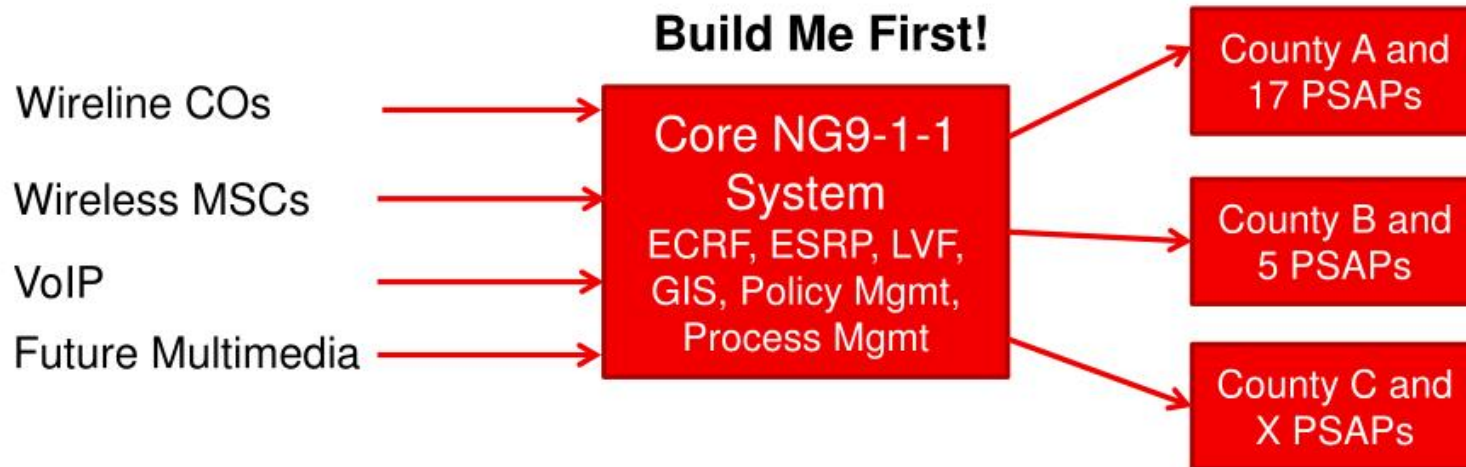 Build Me First!
Wireline COs
Wireless MSCs
VoIP
Future Multimedia
Core NG9-1-1
System
ECRF, ESRP, LVF,
GIS, Policy Mgmt,
Process Mgmt
County A and
17 PSAPs
County B and
5 PSAPs
County C and
X PSAPs